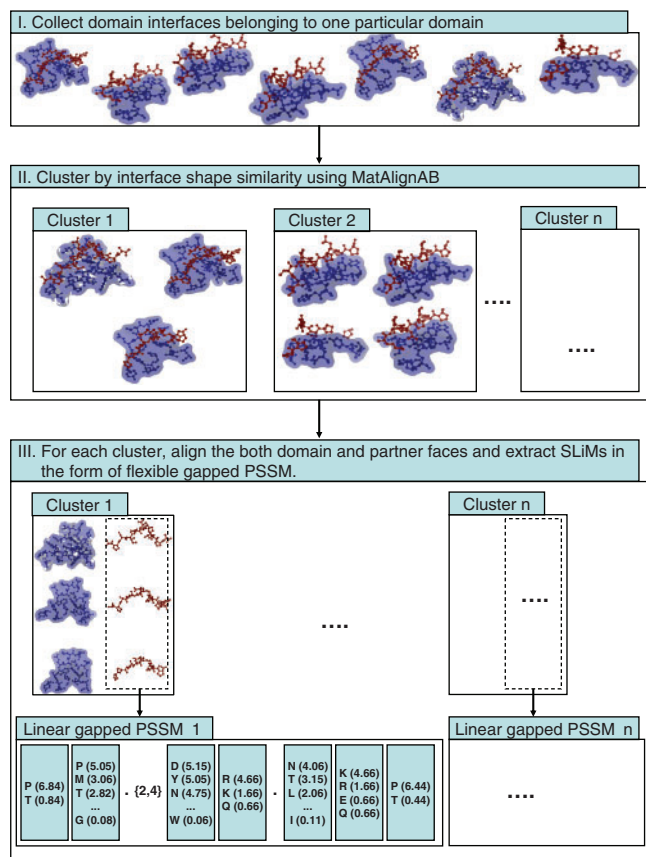 I. Collect domain interfaces belonging to one particular domain
II. Cluster by interface shape similarity using MatAlignAB
Cluster 1
Cluster 2
Cluster n
....
....
III. For each cluster, align the both domain and partner faces and extract SLiMs in
the form of flexible gapped PSSM.
Cluster 1
Cluster n
....
....
Linear gapped PSSM 1
P (6.84)
T (0.84)
P (5.05)
M (3.06)
T (2.82)
...
G (0.08)
. {2,4}
D (5.15)
Y (5.05)
N (4.75)
...
W (0.06)
R (4.66)
K (1.66)
Q (0.66)
.
N (4.06)
T (3.15)
L (2.06)
...
I (0.11)
K (4.66)
R (1.66)
E (0.66)
Q (0.66)
P (6.44)
T (0.44)
Linear gapped PSSM n
....